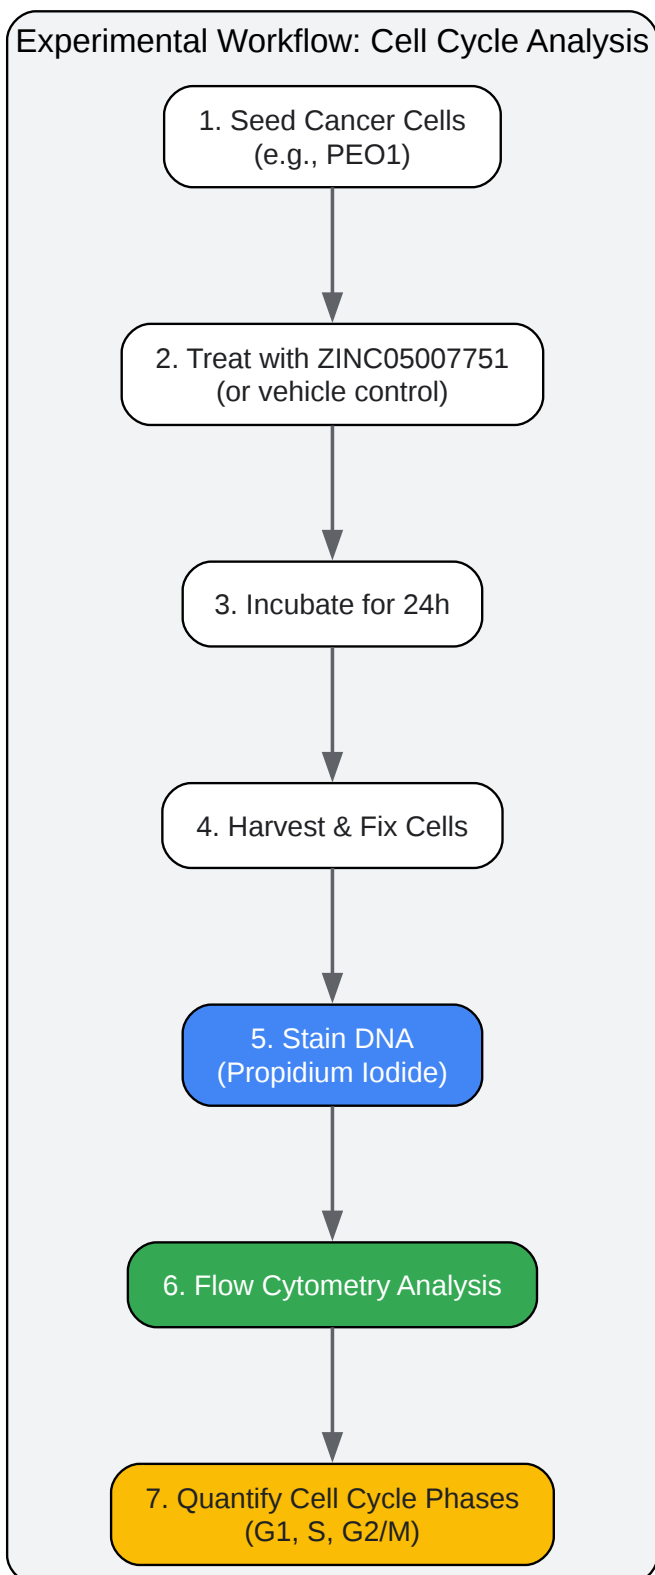 Experimental Workflow: Cell Cycle Analysis
1. Seed Cancer Cells
(e.g., PEO1)
2. Treat with ZINC05007751
(or vehicle control)
3. Incubate for 24h
4. Harvest & Fix Cells
5. Stain DNA
(Propidium Iodide)
6. Flow Cytometry Analysis
7. Quantify Cell Cycle Phases
(G1, S, G2/M)